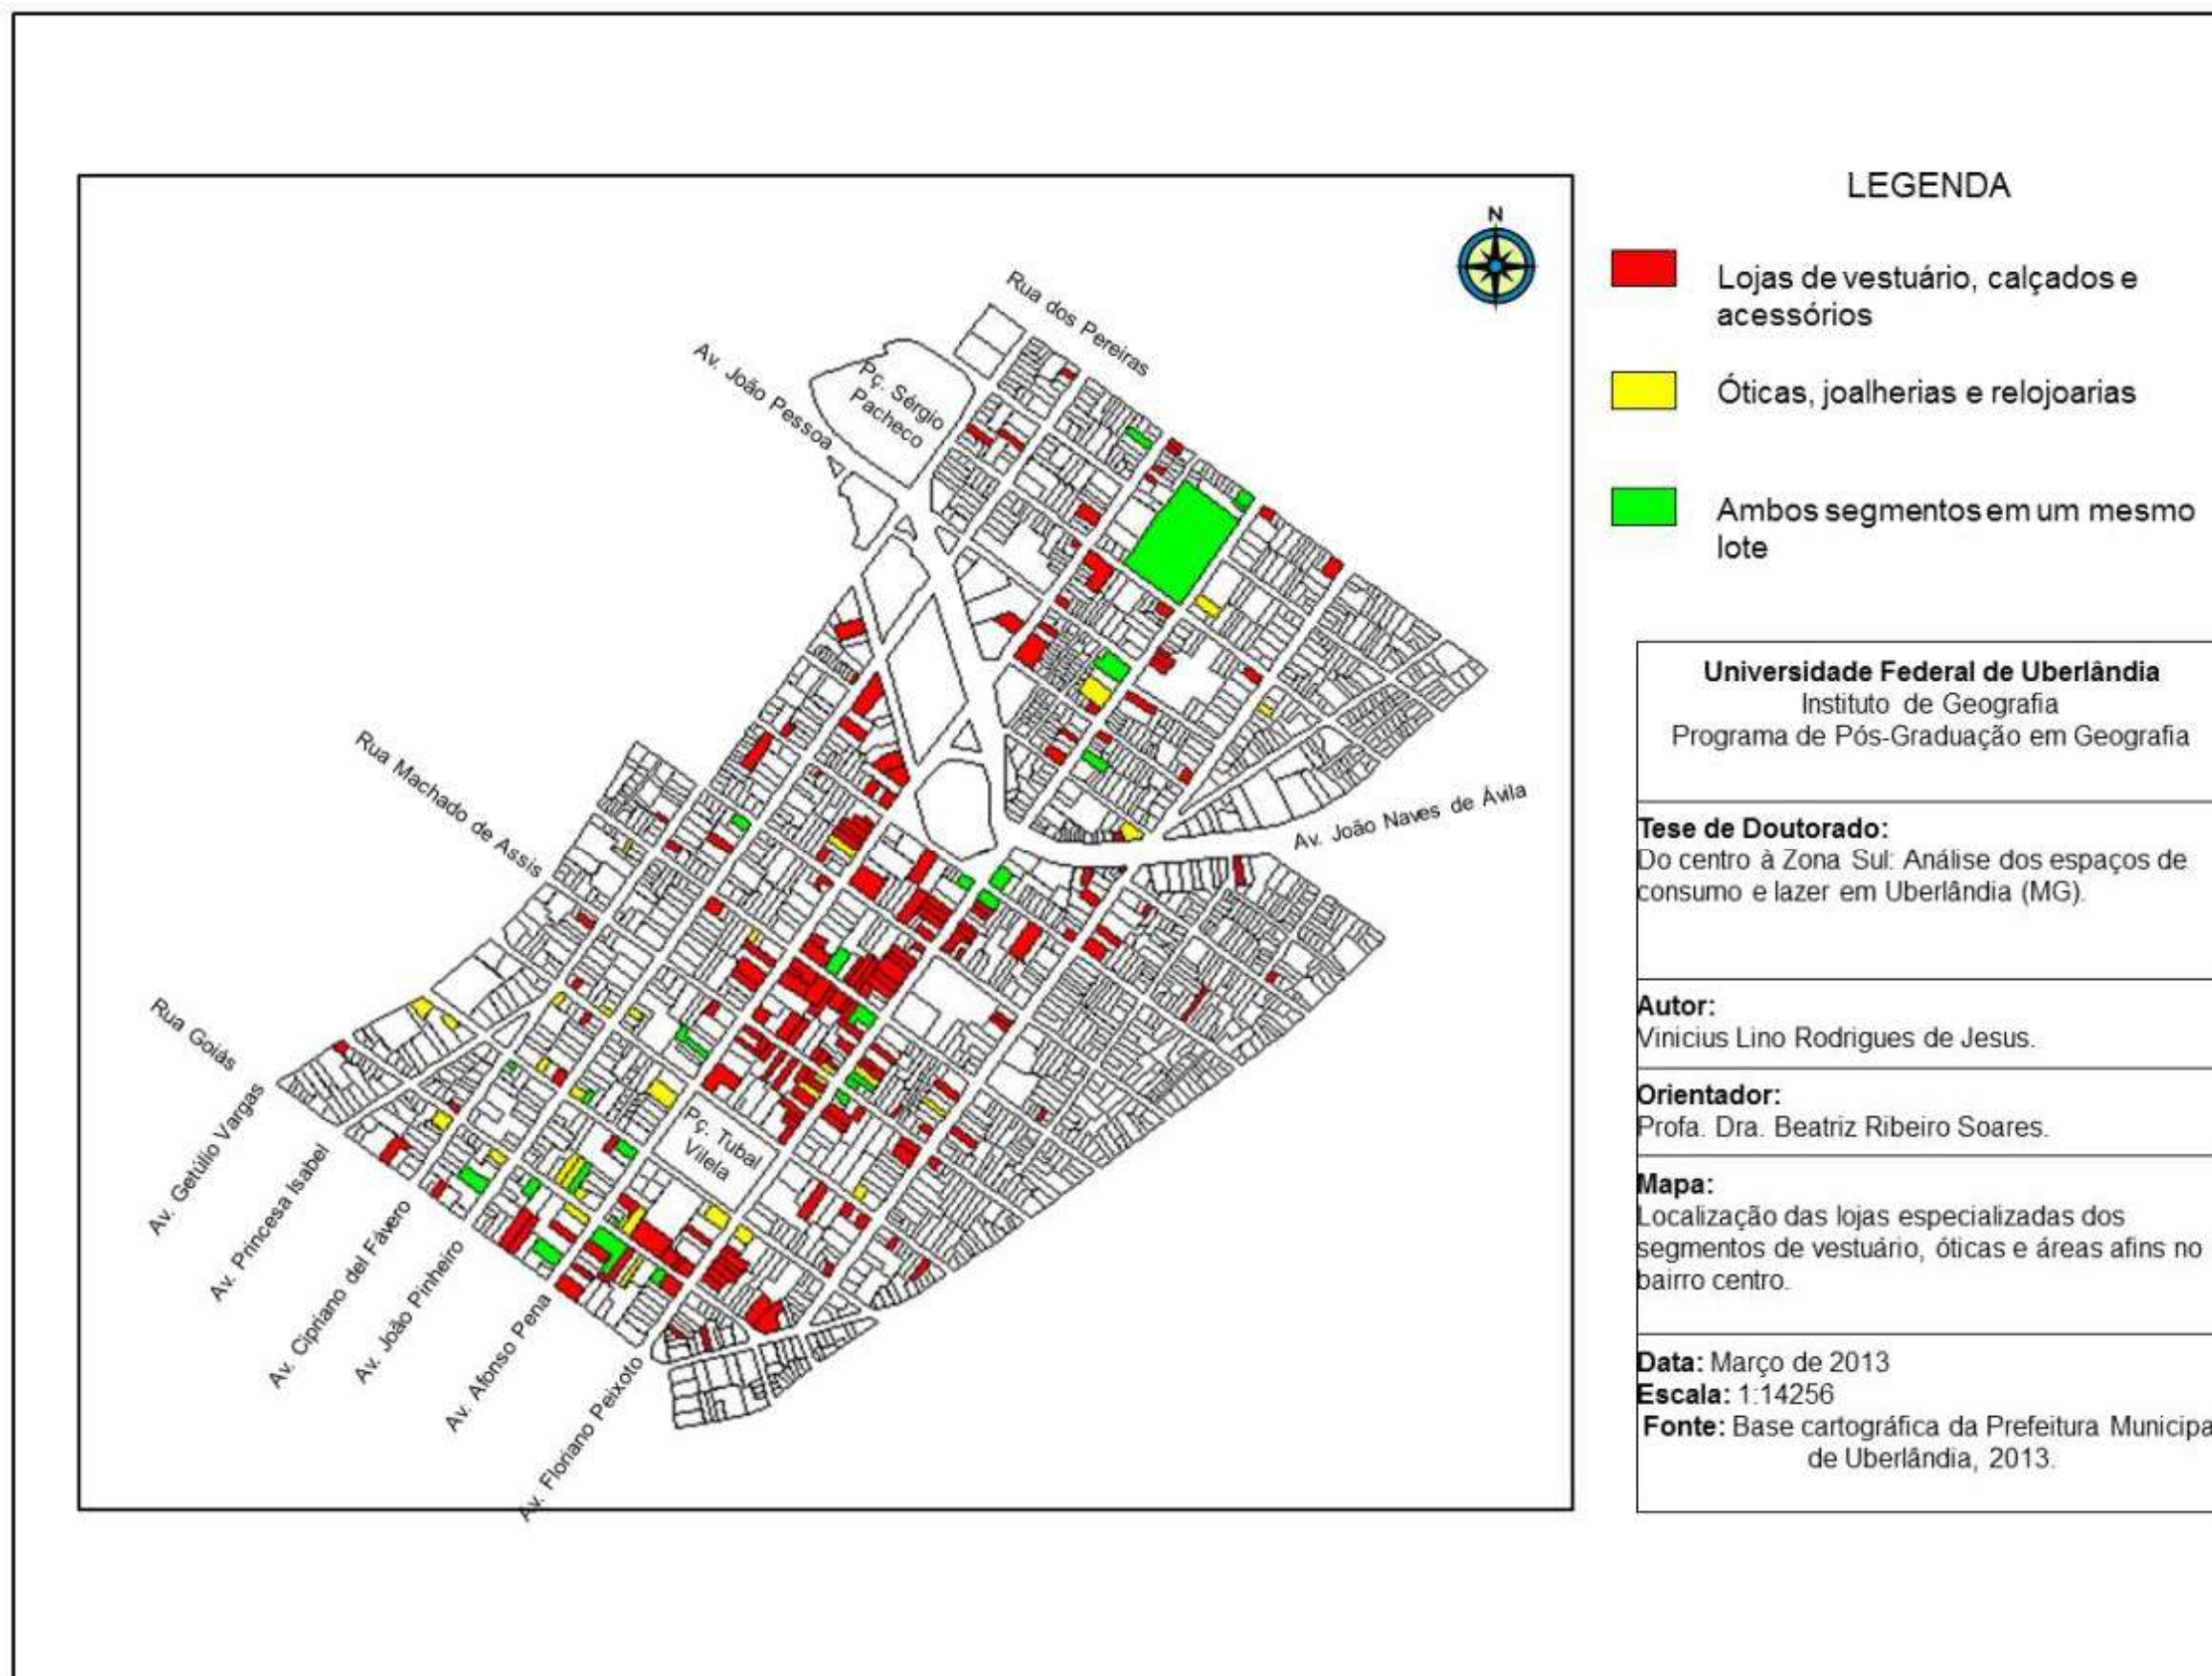 N
Rua dos Pereiras
Av. João Pessoa
Pç. Sérgio
Pacheco
Rua Machado de Assis
Av. João Naves de Ávila
Rua Goiás
Av. Getúlio Vargas
Av. Princesa Isabel
Av. Cipriano del Fávero
Av. João Pinheiro
Av. Afonso Pena
Av. Floriano Peixoto
Pç. Tubal
Vilela
LEGENDA
Lojas de vestuário, calçados e
acessórios
Óticas, joalherias e relojoarias
Ambos segmentos em um mesmo
lote
Universidade Federal de Uberlândia
Instituto de Geografia
Programa de Pós-Graduação em Geografia
Tese de Doutorado:
Do centro à Zona Sul: Análise dos espaços de
consumo e lazer em Uberlândia (MG).
Autor:
Vinicius Lino Rodrigues de Jesus.
Orientador:
Profa. Dra. Beatriz Ribeiro Soares.
Mapa:
Localização das lojas especializadas dos
segmentos de vestuário, óticas e áreas afins no
bairro centro.
Data: Março de 2013
Escala: 1:14256
Fonte: Base cartográfica da Prefeitura Municipa
de Uberlândia, 2013.